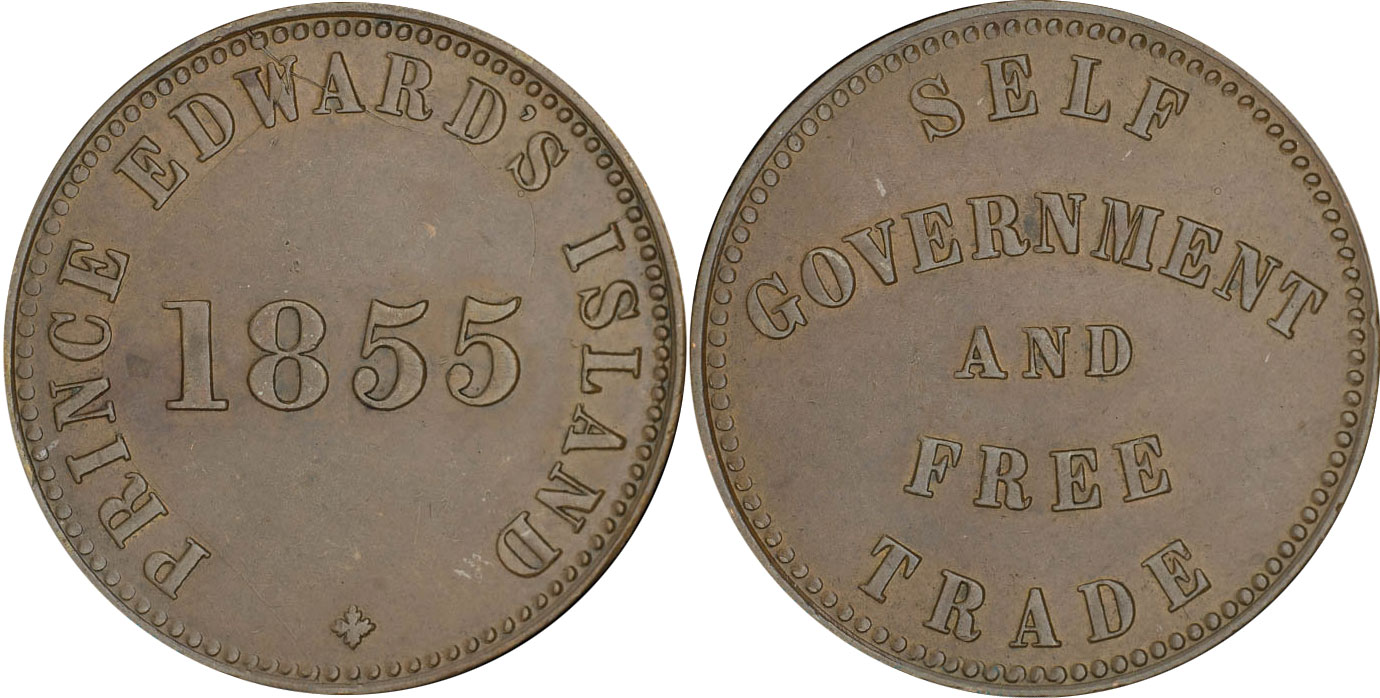 PRINCE EDWARD'S ISLAND
1855
SELF
GOVERNMENT
AND
FREE
TRADE